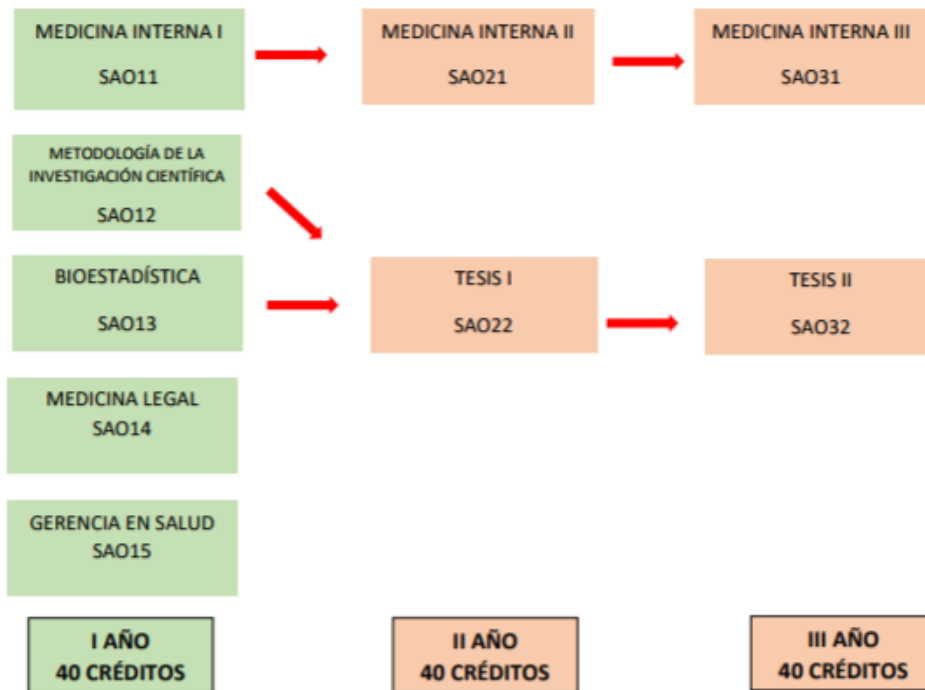 MEDICINA INTERNA I
SAO11
MEDICINA INTERNA II
SAO21
MEDICINA INTERNA III
SAO31
METODOLOGÍA DE LA
INVESTIGACIÓN CIENTÍFICA
SAO12
BIOESTADÍSTICA
SAO13
TESIS I
SAO22
TESIS II
SAO32
MEDICINA LEGAL
SAO14
GERENCIA EN SALUD
SAO15
I AÑO
40 CRÉDITOS
II AÑO
40 CRÉDITOS
III AÑO
40 CRÉDITOS